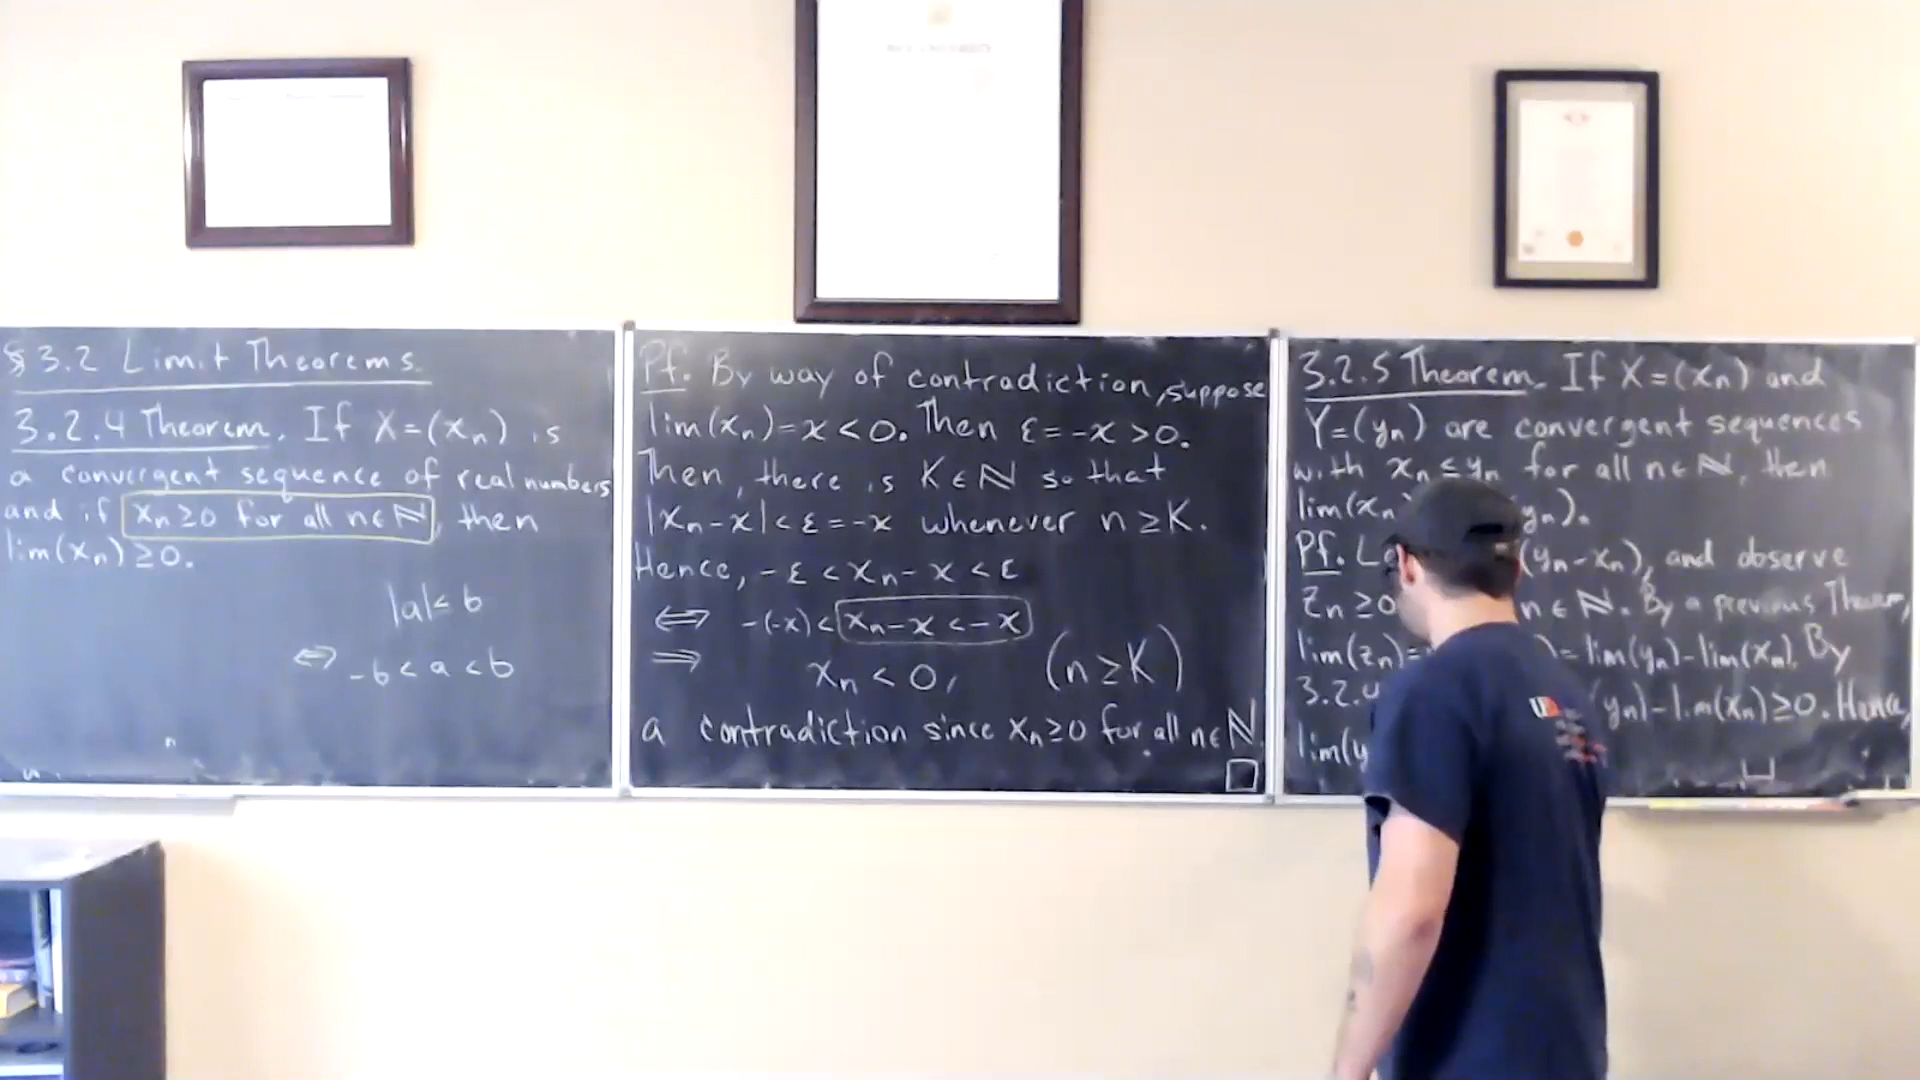 § 3.2 Limit Theorems.
3.2.4 Theorem. If X=(xₙ) is
a convergent sequence of real numbers
and if xₙ≥0 for all n∈ℕ, then
lim(xₙ)≥0.
|a|<b
⇔ -b<a<b
Pf. By way of contradiction, suppose
lim(xₙ)=x<0. Then ε=-x>0.
Then, there is K∈ℕ so that
|xₙ-x|<ε=-x whenever n≥K.
Hence, -ε<xₙ-x<ε
⇔ -(-x)<xₙ-x<-x
⇒ xₙ<0, (n≥K)
a contradiction since xₙ≥0 for all n∈ℕ.
□
3.2.5 Theorem. If X=(xₙ) and
Y=(yₙ) are convergent sequences
with xₙ≤yₙ for all n∈ℕ, then
lim(xₙ yₙ).
Pf. (yₙ-xₙ), and observe
zₙ≥0 n∈ℕ. By a previous Theorem,
lim(zₙ)= )=lim(yₙ)-lim(xₙ). By
3.2.4 yₙ)-lim(xₙ)≥0. Hence,
lim(y